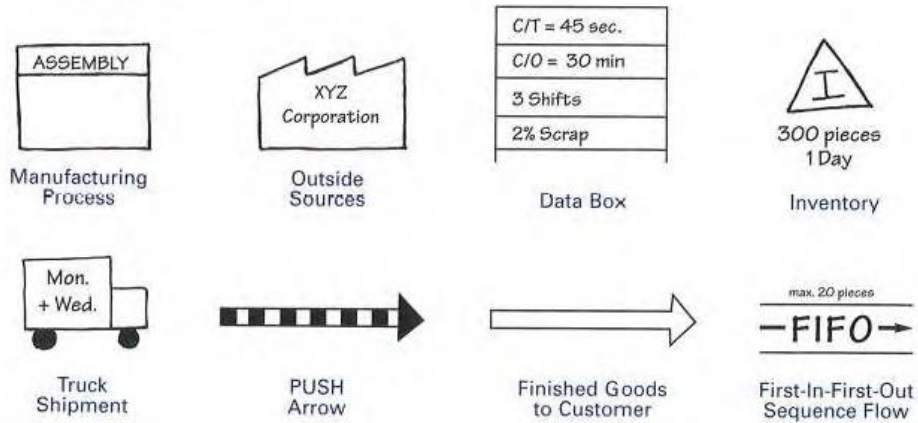 ASSEMBLY
Manufacturing
Process
XYZ
Corporation
Outside
Sources
C/T = 45 sec.
C/O = 30 min
3 Shifts
2% Scrap
Data Box
I
300 pieces
1 Day
Inventory
Mon.
+ Wed.
Truck
Shipment
PUSH
Arrow
Finished Goods
to Customer
max. 20 pieces
FIFO
First-In-First-Out
Sequence Flow